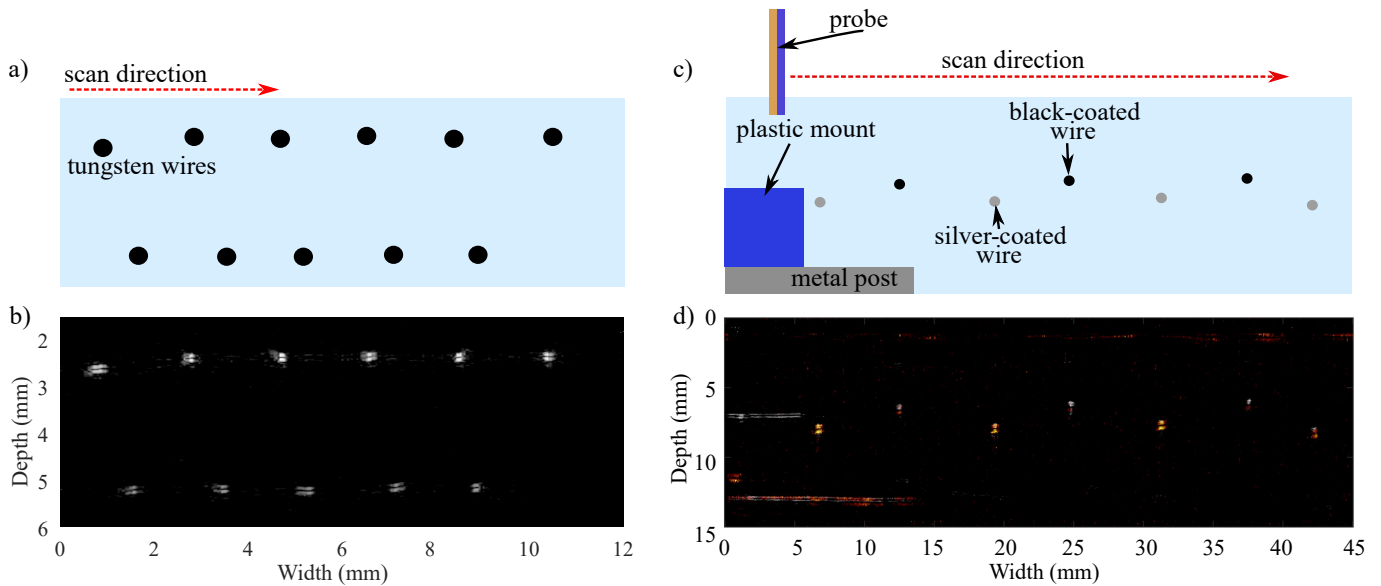 a)
scan direction
tungsten wires
b)
2
3
4
5
6
Depth (mm)
0
2
4
6
8
10
12
Width (mm)
c)
probe
scan direction
plastic mount
black-coated
wire
silver-coated
wire
metal post
d)
0
5
10
15
Depth (mm)
0
5
10
15
20
25
30
35
40
45
Width (mm)